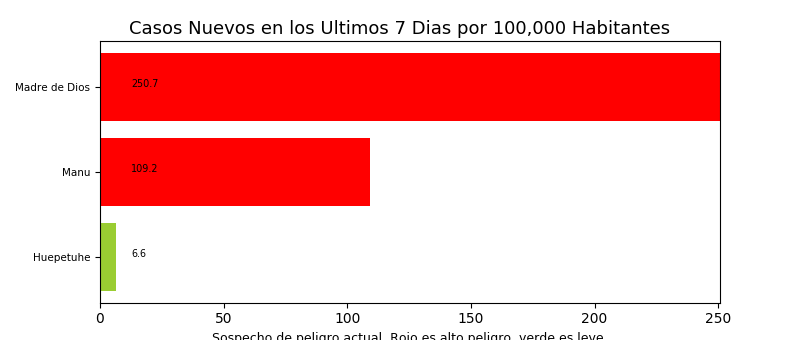 Casos Nuevos en los Ultimos 7 Dias por 100,000 Habitantes
Madre de Dios
250.7
Manu
109.2
Huepetuhe
6.6
0 50 100 150 200 250
Sospecho de peligro actual. Rojo es alto peligro, verde es leve